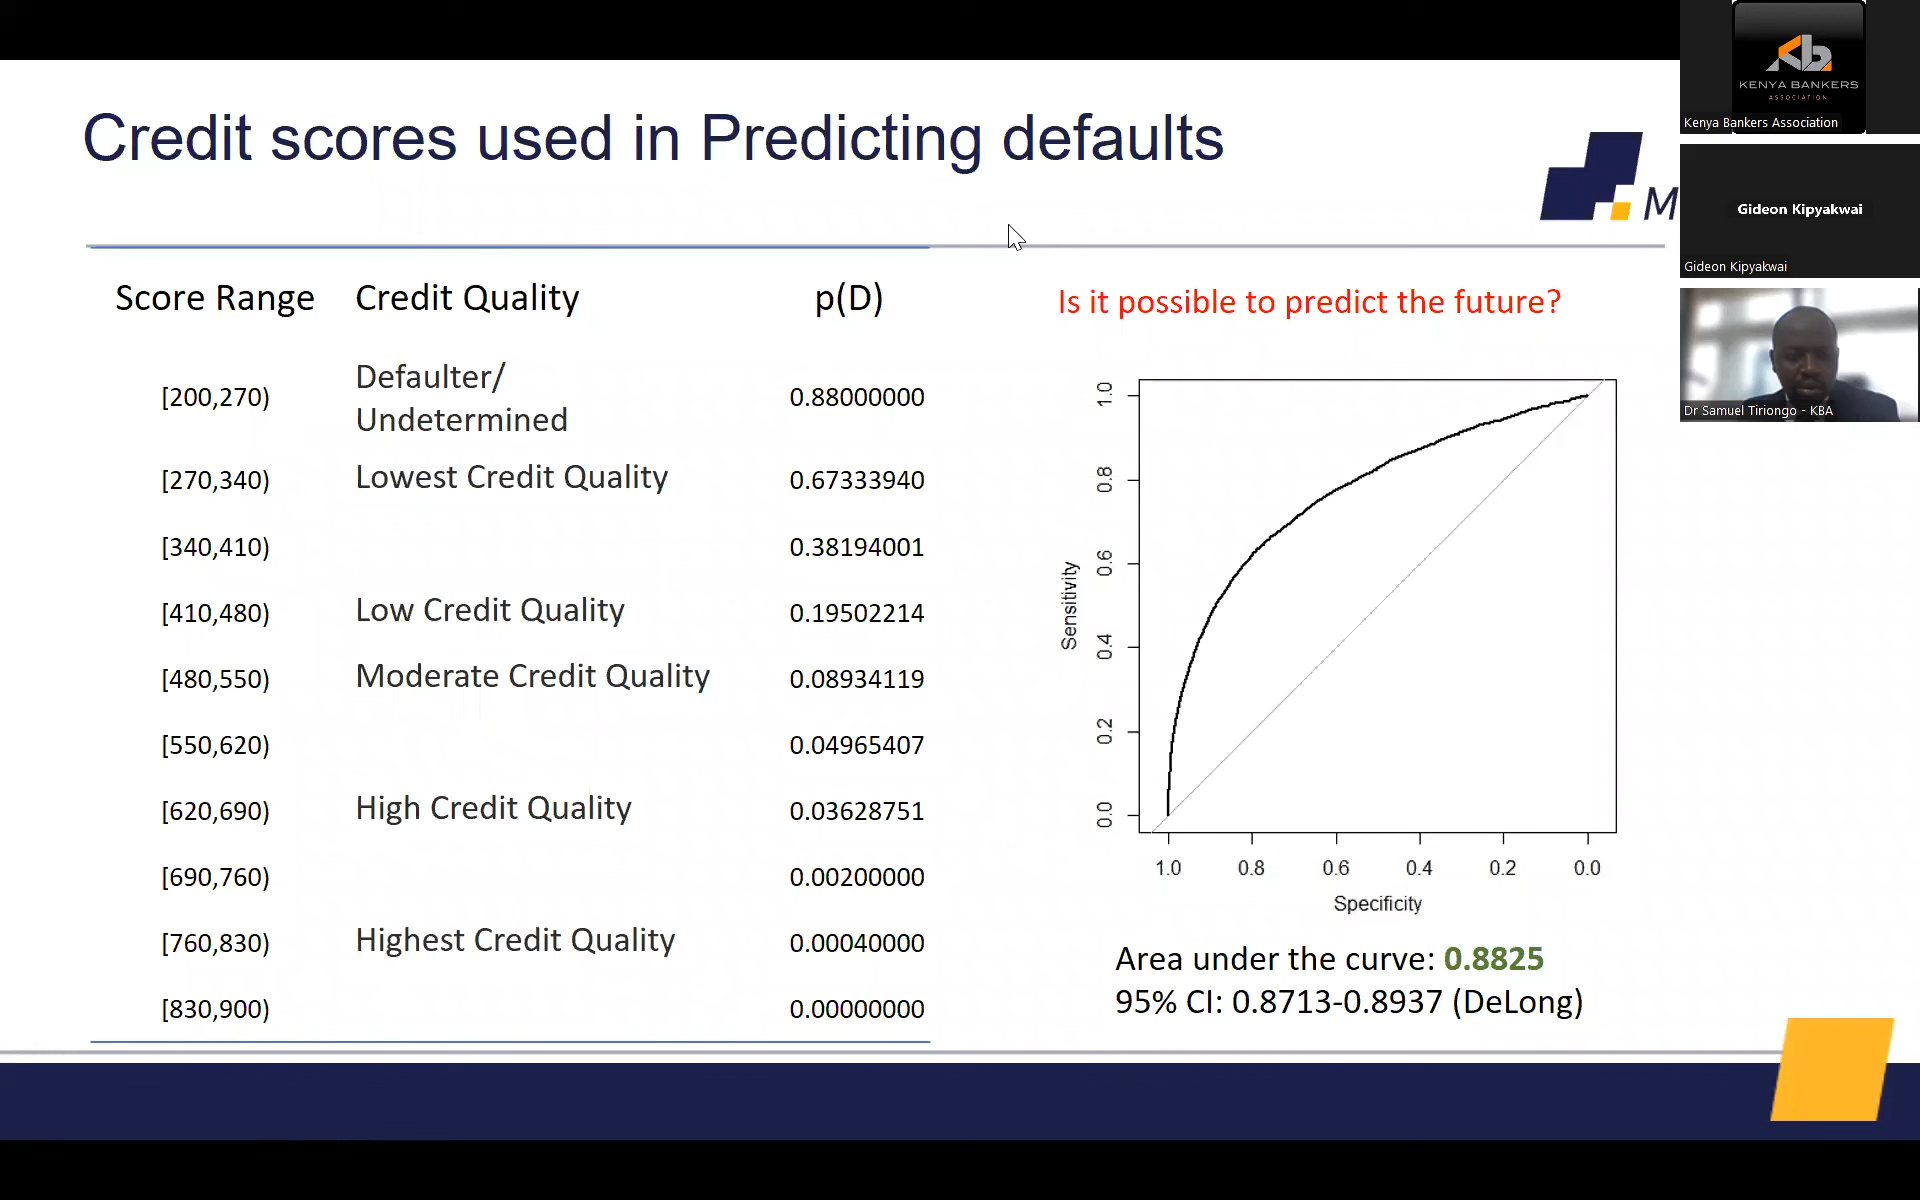 Credit scores used in Predicting defaults
M
Score Range Credit Quality p(D)
[200,270) Defaulter/
Undetermined 0.88000000
[270,340) Lowest Credit Quality 0.67333940
[340,410) 0.38194001
[410,480) Low Credit Quality 0.19502214
[480,550) Moderate Credit Quality 0.08934119
[550,620) 0.04965407
[620,690) High Credit Quality 0.03628751
[690,760) 0.00200000
[760,830) Highest Credit Quality 0.00040000
[830,900) 0.00000000
Is it possible to predict the future?
Sensitivity
1.0
0.8
0.6
0.4
0.2
0.0
1.0 0.8 0.6 0.4 0.2 0.0
Specificity
Area under the curve: 0.8825
95% CI: 0.8713-0.8937 (DeLong)
kb
KENYA BANKERS
ASSOCIATION
Kenya Bankers Association
Gideon Kipyakwai
Gideon Kipyakwai
Dr Samuel Tiriongo - KBA